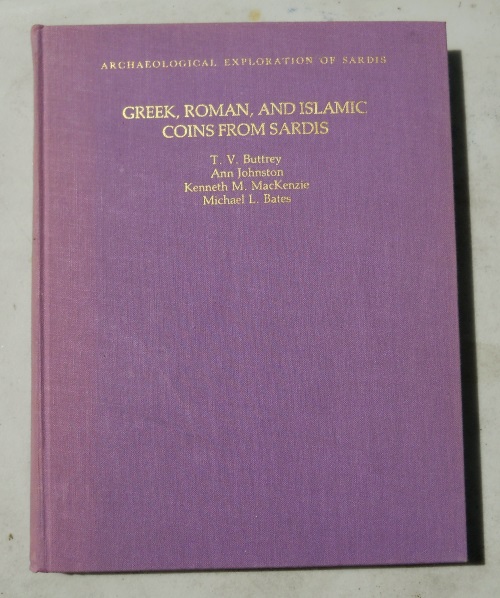 ARCHAEOLOGICAL EXPLORATION OF SARDIS
GREEK, ROMAN, AND ISLAMIC
COINS FROM SARDIS
T. V. Buttrey
Ann Johnston
Kenneth M. MacKenzie
Michael L. Bates